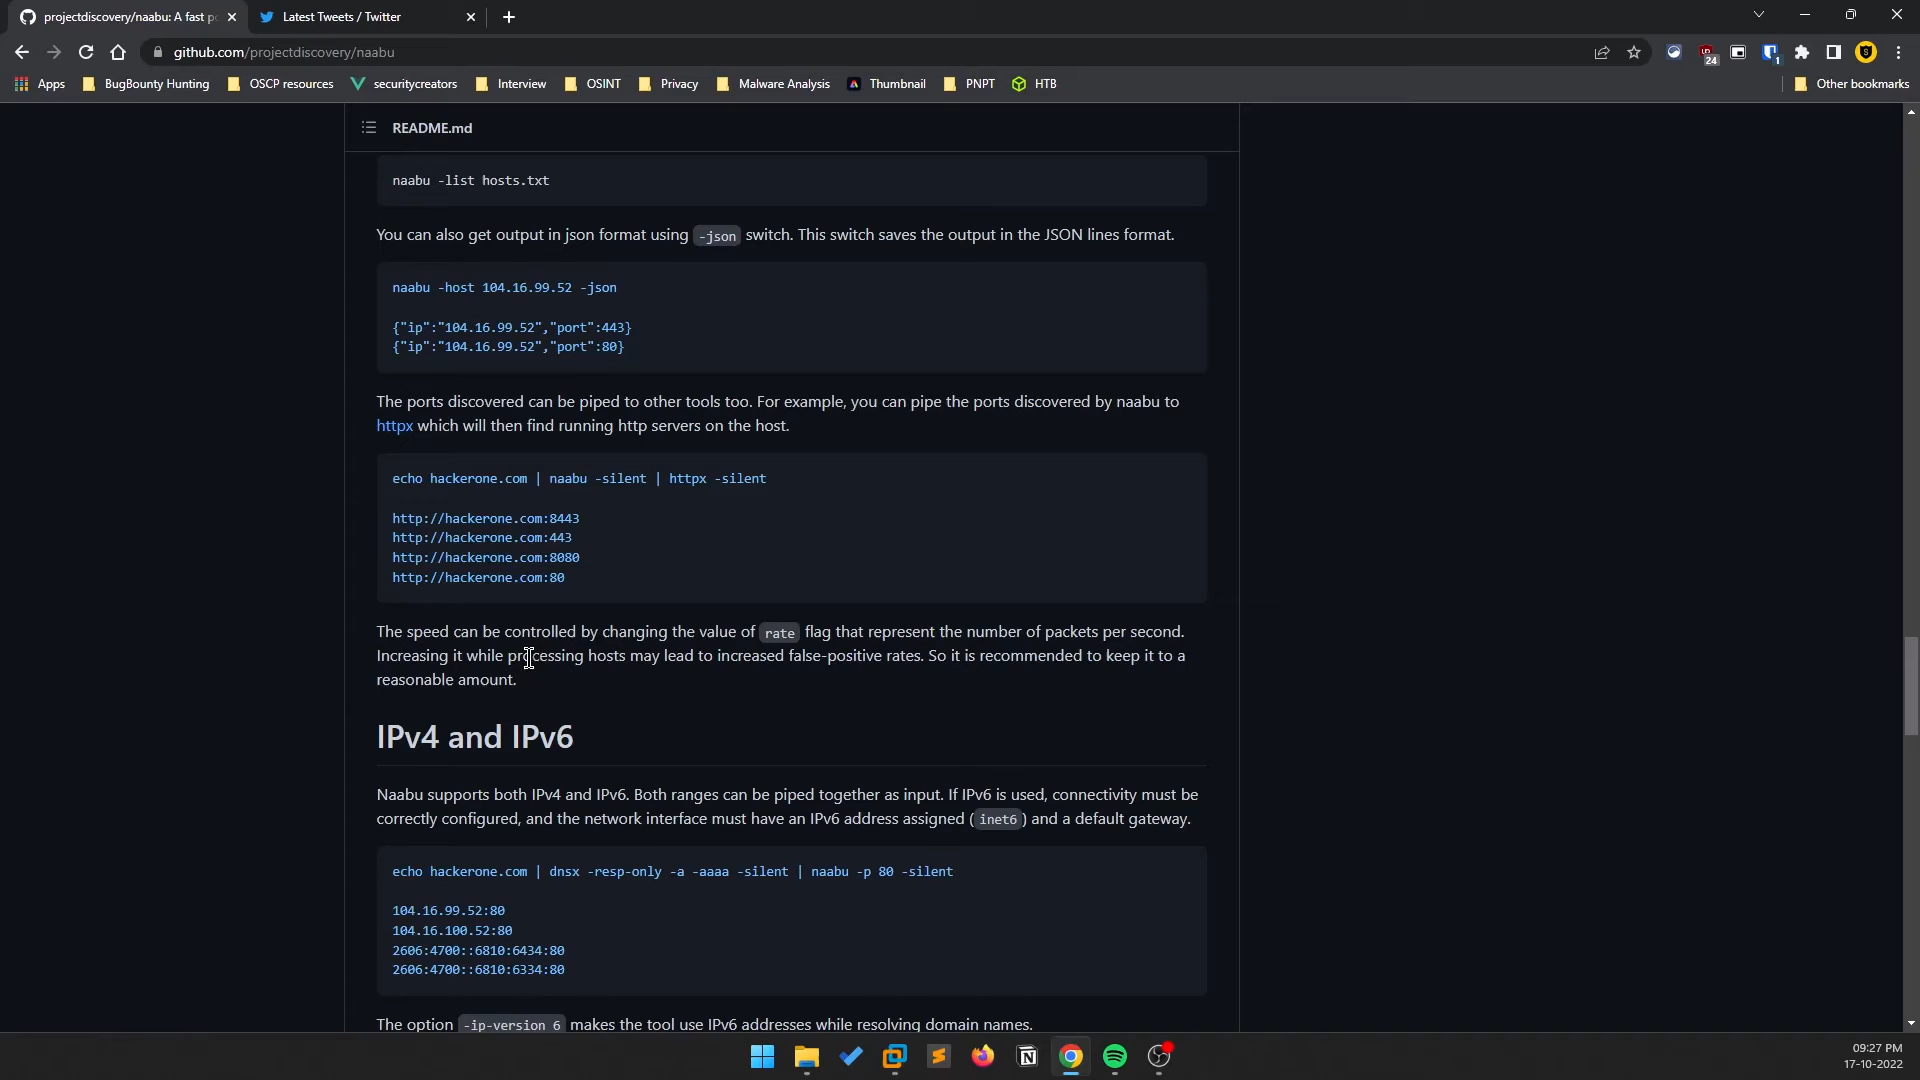 projectdiscovery/naabu: A fast po
Latest Tweets / Twitter
github.com/projectdiscovery/naabu
24
1
Apps
BugBounty Hunting
OSCP resources
securitycreators
Interview
OSINT
Privacy
Malware Analysis
Thumbnail
PNPT
HTB
Other bookmarks
README.md
naabu -list hosts.txt
You can also get output in json format using -json switch. This switch saves the output in the JSON lines format.
naabu -host 104.16.99.52 -json
{"ip":"104.16.99.52","port":443}
{"ip":"104.16.99.52","port":80}
The ports discovered can be piped to other tools too. For example, you can pipe the ports discovered by naabu to
httpx which will then find running http servers on the host.
echo hackerone.com | naabu -silent | httpx -silent
http://hackerone.com:8443
http://hackerone.com:443
http://hackerone.com:8080
http://hackerone.com:80
The speed can be controlled by changing the value of rate flag that represent the number of packets per second.
Increasing it while processing hosts may lead to increased false-positive rates. So it is recommended to keep it to a
reasonable amount.
IPv4 and IPv6
Naabu supports both IPv4 and IPv6. Both ranges can be piped together as input. If IPv6 is used, connectivity must be
correctly configured, and the network interface must have an IPv6 address assigned (inet6) and a default gateway.
echo hackerone.com | dnsx -resp-only -a -aaaa -silent | naabu -p 80 -silent
104.16.99.52:80
104.16.100.52:80
2606:4700::6810:6434:80
2606:4700::6810:6334:80
The option -ip-version 6 makes the tool use IPv6 addresses while resolving domain names.
09:27 PM
17-10-2022